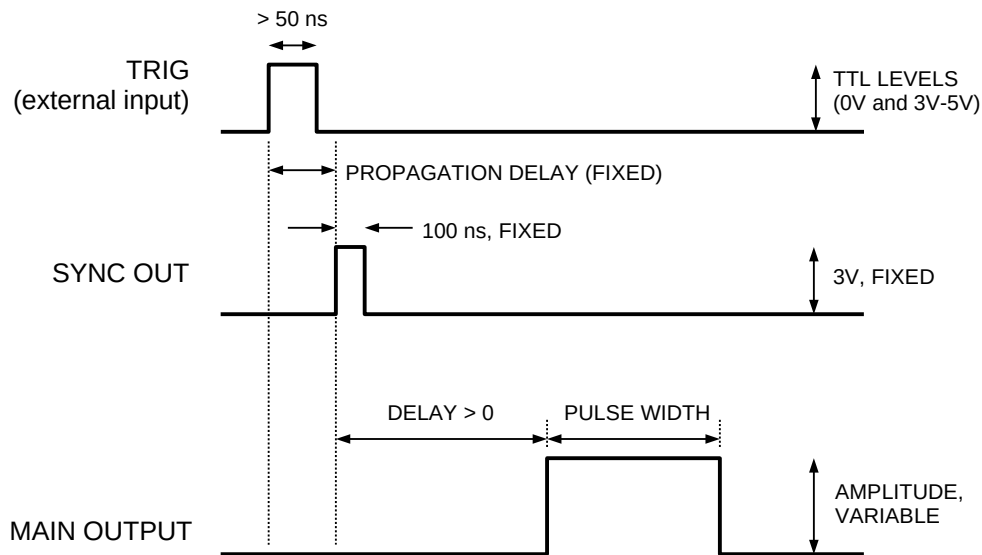 > 50 ns
TRIG
(external input)
TTL LEVELS
(0V and 3V-5V)
PROPAGATION DELAY (FIXED)
100 ns, FIXED
SYNC OUT
3V, FIXED
DELAY > 0
PULSE WIDTH
AMPLITUDE,
VARIABLE
MAIN OUTPUT